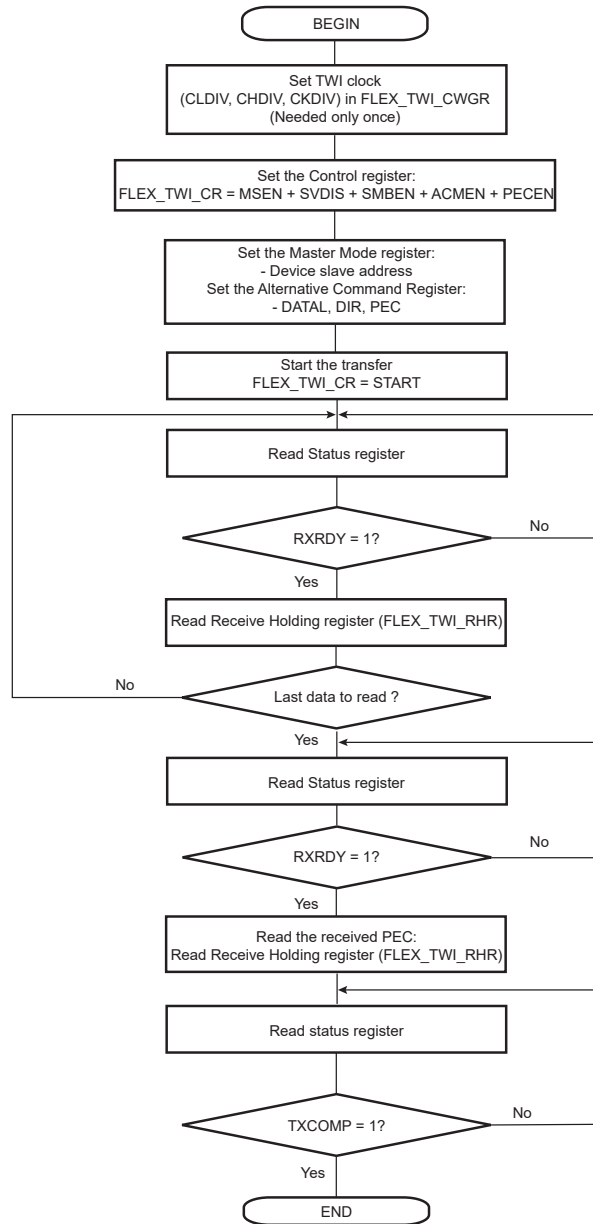 BEGIN
Set TWI clock
(CLDIV, CHDIV, CKDIV) in FLEX_TWI_CWGR
(Needed only once)
Set the Control register:
FLEX_TWI_CR = MSEN + SVDIS + SMBEN + ACMEN + PECEN
Set the Master Mode register:
- Device slave address
Set the Alternative Command Register:
- DATAL, DIR, PEC
Start the transfer
FLEX_TWI_CR = START
Read Status register
RXRDY = 1?
No
Yes
Read Receive Holding register (FLEX_TWI_RHR)
Last data to read ?
No
Yes
Read Status register
RXRDY = 1?
No
Yes
Read the received PEC:
Read Receive Holding register (FLEX_TWI_RHR)
Read status register
TXCOMP = 1?
No
Yes
END